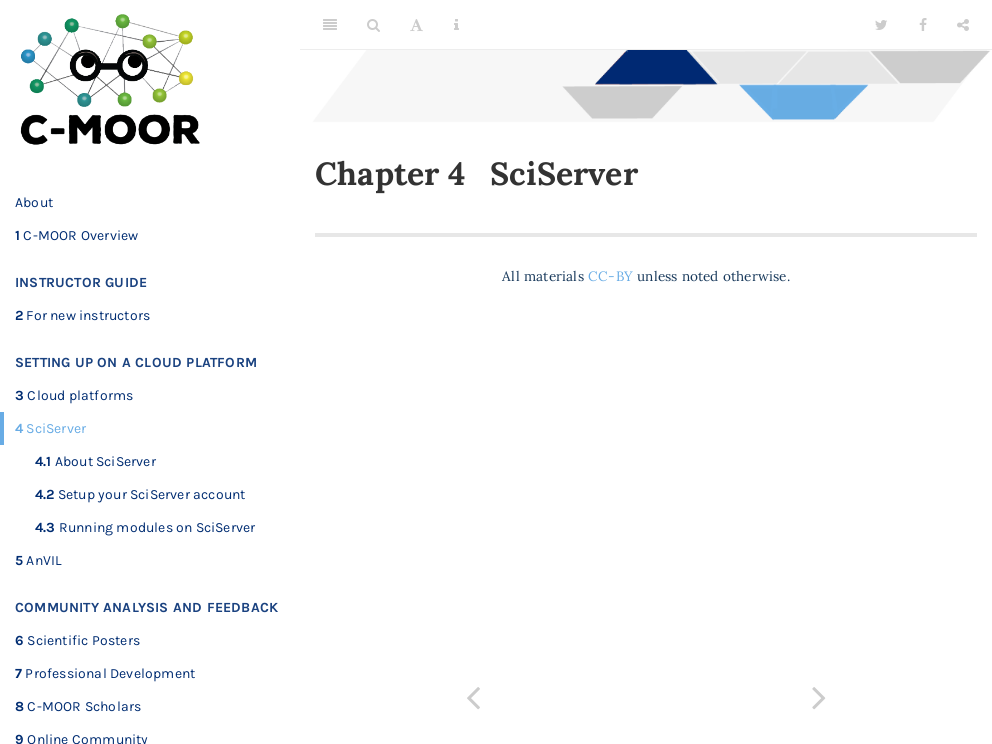 C-MOOR
About
1 C-MOOR Overview
INSTRUCTOR GUIDE
2 For new instructors
SETTING UP ON A CLOUD PLATFORM
3 Cloud platforms
4 SciServer
4.1 About SciServer
4.2 Setup your SciServer account
4.3 Running modules on SciServer
5 AnVIL
COMMUNITY ANALYSIS AND FEEDBACK
6 Scientific Posters
7 Professional Development
8 C-MOOR Scholars
9 Online Community
A
Chapter 4 SciServer
All materials CC-BY unless noted otherwise.